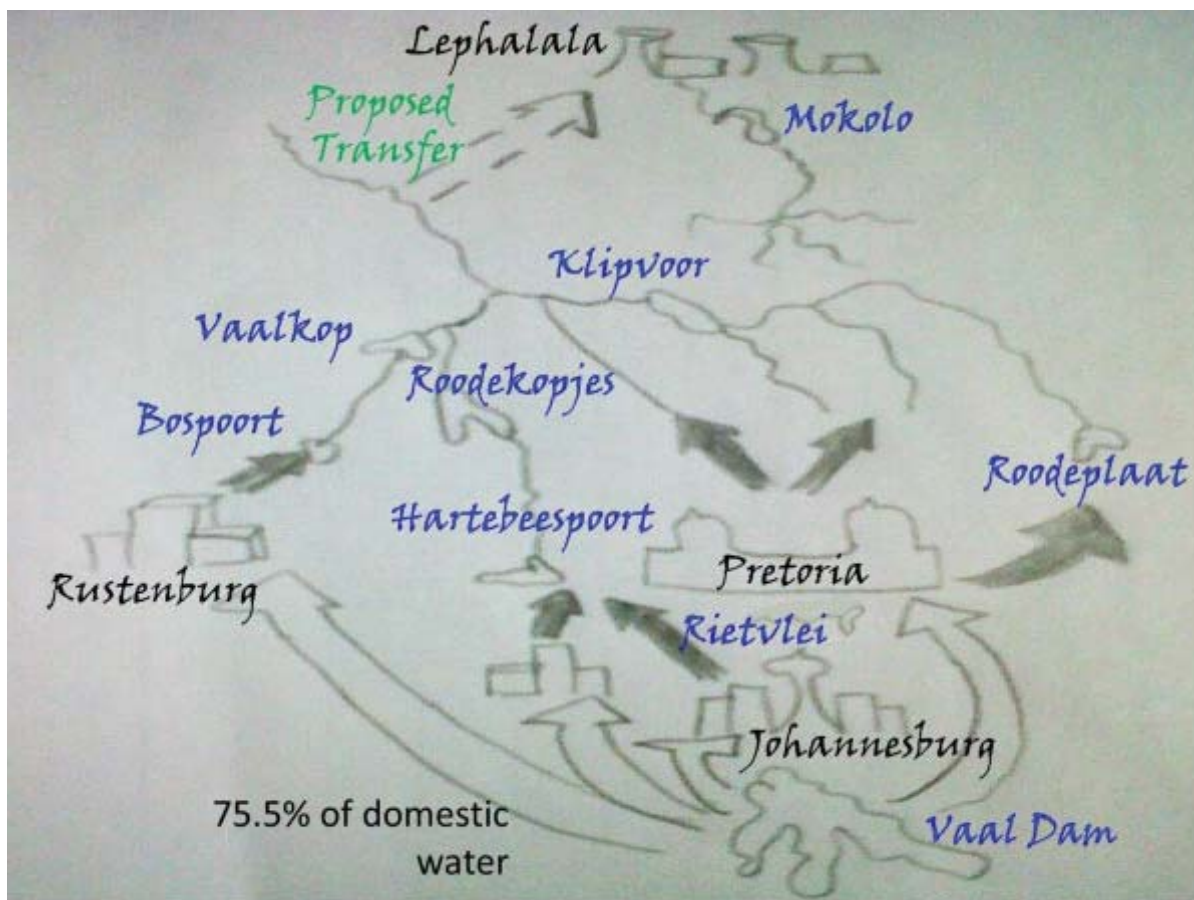 Lephalala
Proposed
Transfer
Mokolo
Klipvoor
Vaalkop
Roodekopjes
Bospoort
Roodeplaat
Hartebeespoort
Pretoria
Rustenburg
Rietvlei
Johannesburg
75.5% of domestic
water
Vaal Dam